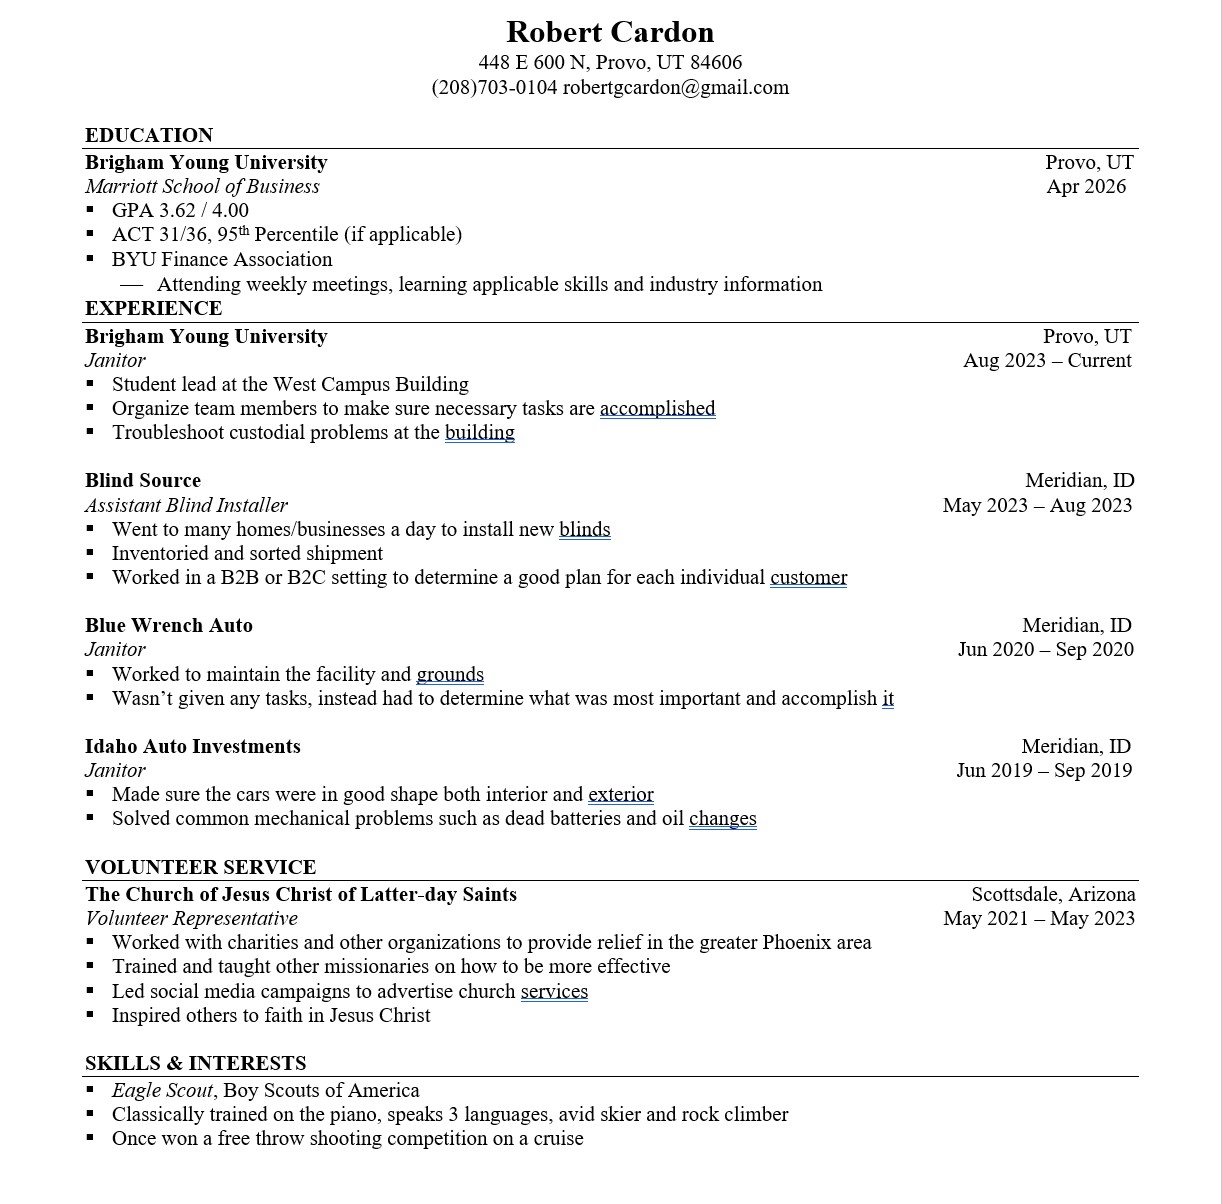 Robert Cardon
448 E 600 N, Provo, UT 84606
(208)703-0104 robertgcardon@gmail.com
EDUCATION
Brigham Young University Provo, UT
Marriott School of Business Apr 2026
▪ GPA 3.62 / 4.00
▪ ACT 31/36, 95th Percentile (if applicable)
▪ BYU Finance Association
— Attending weekly meetings, learning applicable skills and industry information
EXPERIENCE
Brigham Young University Provo, UT
Janitor Aug 2023 – Current
▪ Student lead at the West Campus Building
▪ Organize team members to make sure necessary tasks are accomplished
▪ Troubleshoot custodial problems at the building
Blind Source Meridian, ID
Assistant Blind Installer May 2023 – Aug 2023
▪ Went to many homes/businesses a day to install new blinds
▪ Inventoried and sorted shipment
▪ Worked in a B2B or B2C setting to determine a good plan for each individual customer
Blue Wrench Auto Meridian, ID
Janitor Jun 2020 – Sep 2020
▪ Worked to maintain the facility and grounds
▪ Wasn’t given any tasks, instead had to determine what was most important and accomplish it
Idaho Auto Investments Meridian, ID
Janitor Jun 2019 – Sep 2019
▪ Made sure the cars were in good shape both interior and exterior
▪ Solved common mechanical problems such as dead batteries and oil changes
VOLUNTEER SERVICE
The Church of Jesus Christ of Latter-day Saints Scottsdale, Arizona
Volunteer Representative May 2021 – May 2023
▪ Worked with charities and other organizations to provide relief in the greater Phoenix area
▪ Trained and taught other missionaries on how to be more effective
▪ Led social media campaigns to advertise church services
▪ Inspired others to faith in Jesus Christ
SKILLS & INTERESTS
▪ Eagle Scout, Boy Scouts of America
▪ Classically trained on the piano, speaks 3 languages, avid skier and rock climber
▪ Once won a free throw shooting competition on a cruise